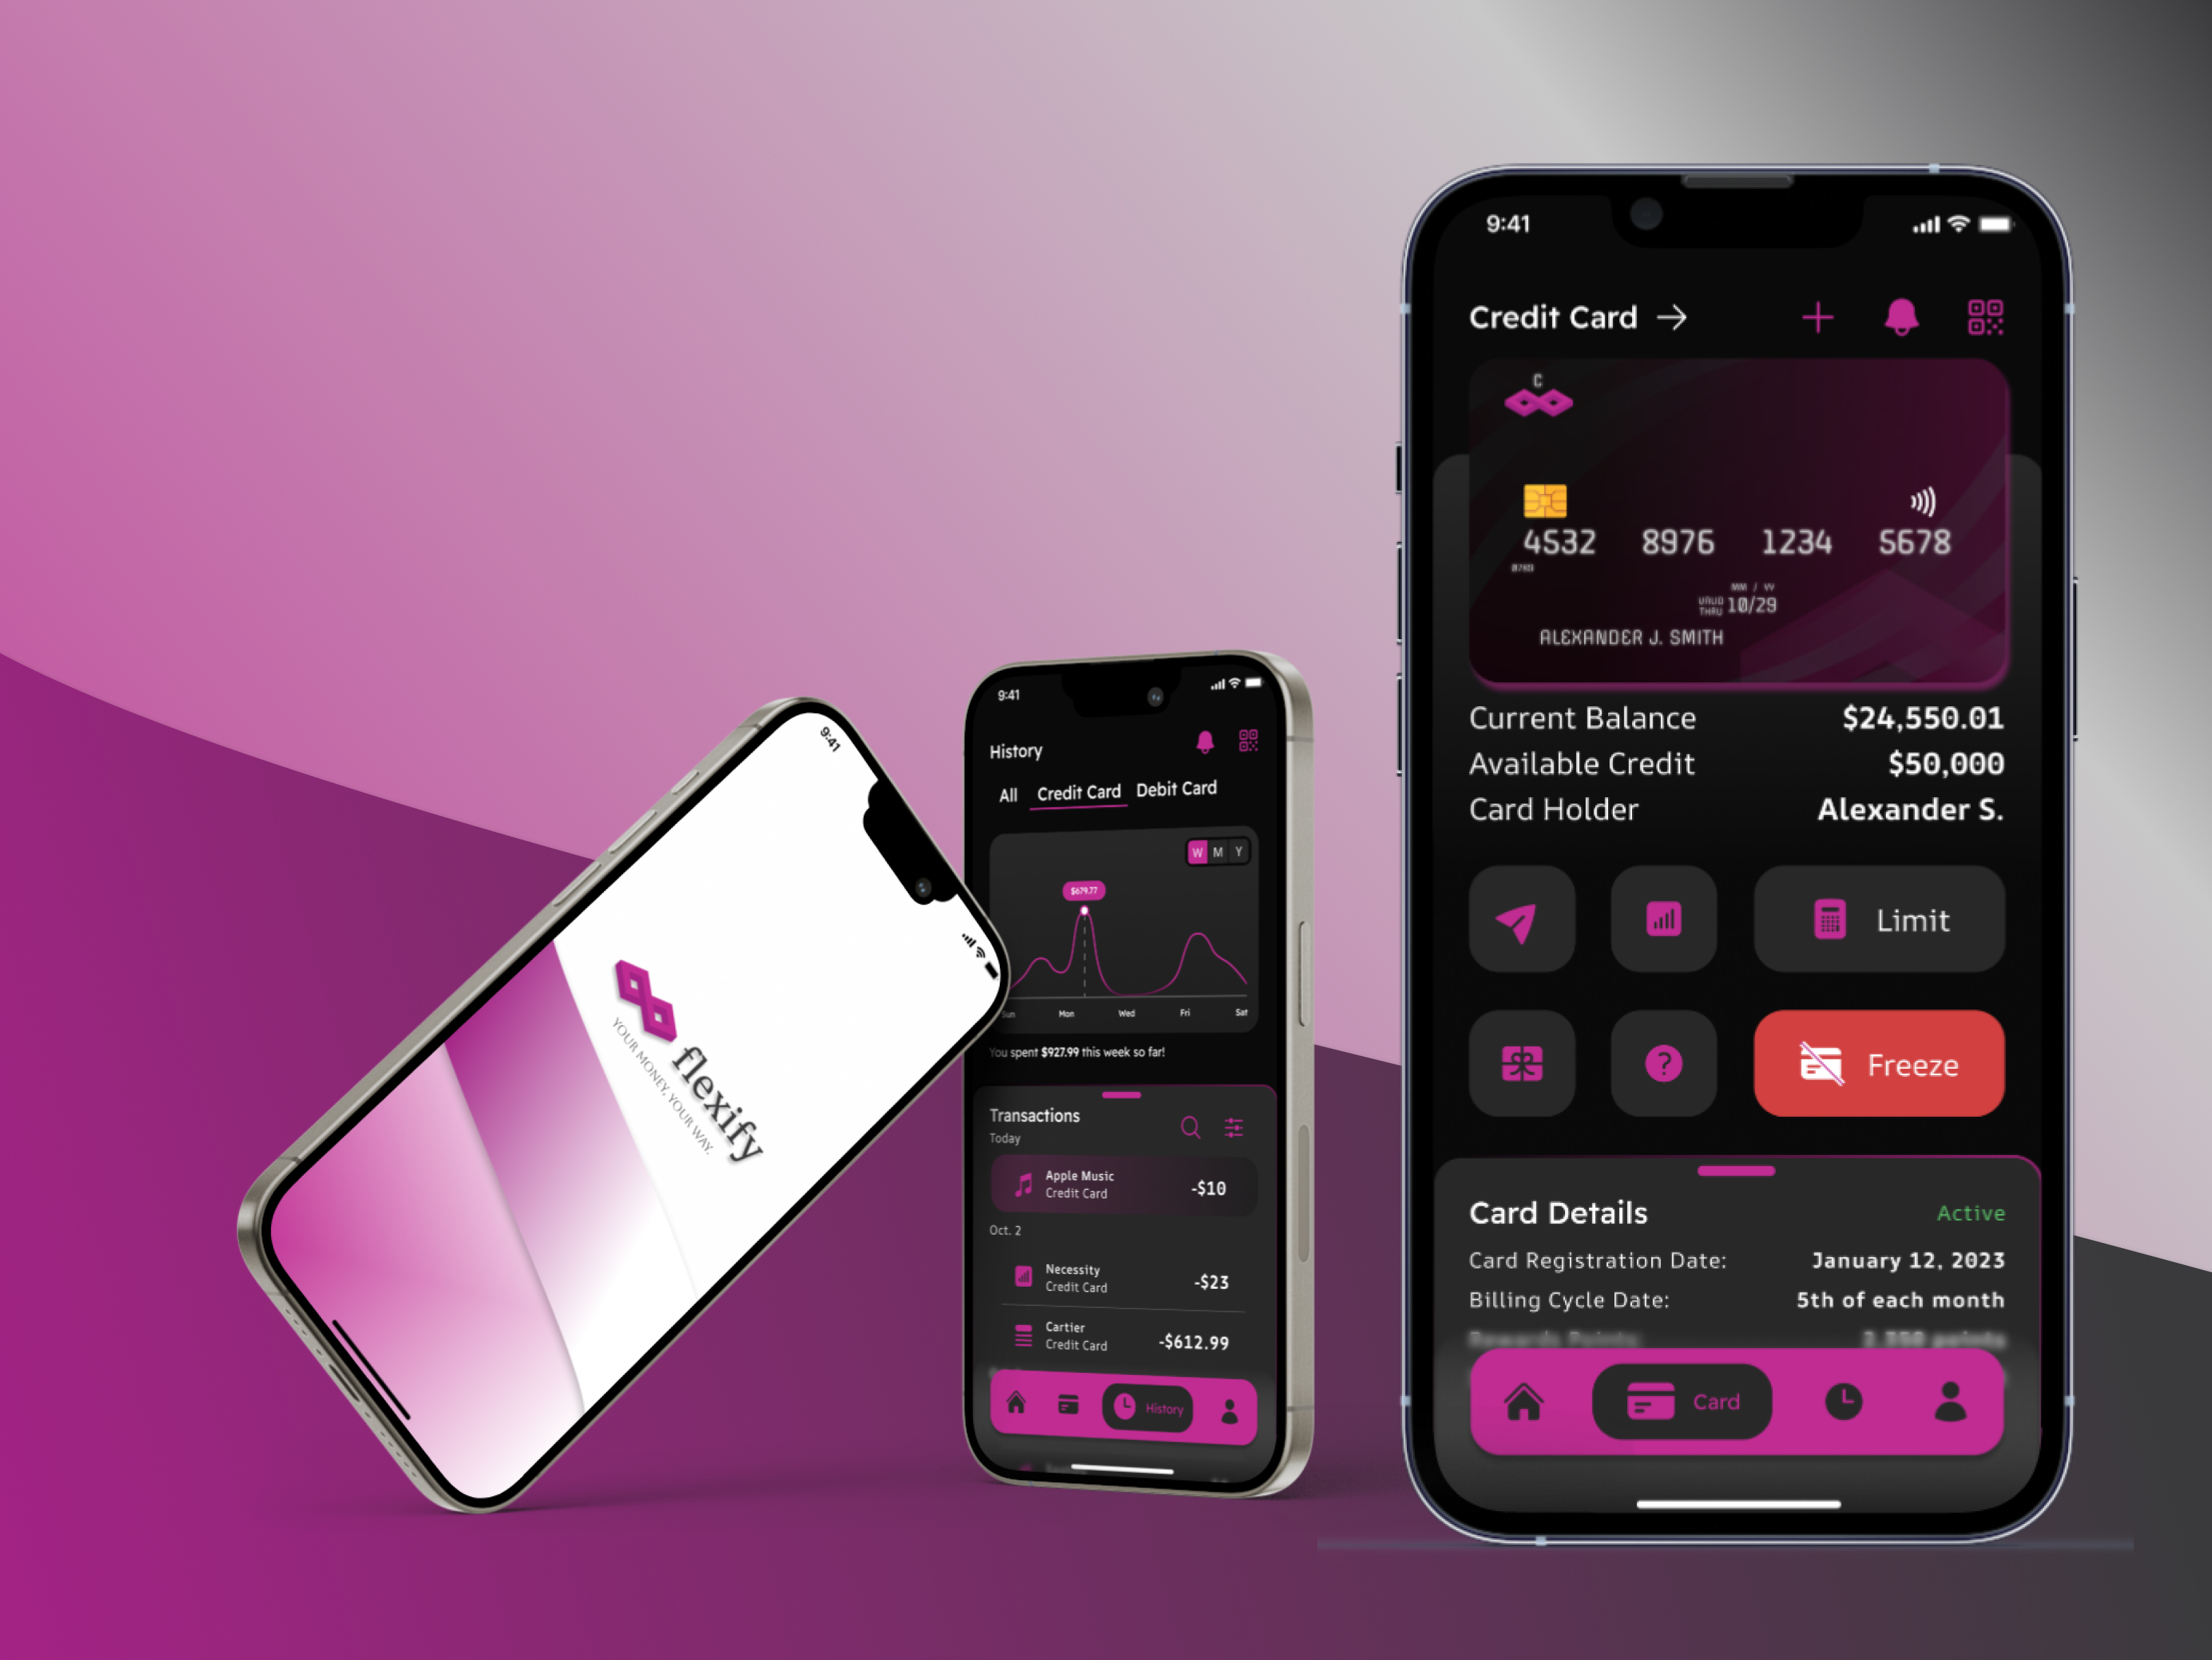 9:41
flexify
YOUR MONEY, YOUR WAY.
9:41
History
All Credit Card Debit Card
W M Y
$679.77
Sun Mon Wed Fri Sat
You spent $927.99 this week so far!
Transactions
Today
Apple Music
Credit Card
-$10
Oct. 2
Necessity
Credit Card
-$23
Cartier
Credit Card
-$612.99
History
9:41
Credit Card →
C
4532 8976 1234 5678
MM / YY
VALID THRU 10/29
ALEXANDER J. SMITH
Current Balance $24,550.01
Available Credit $50,000
Card Holder Alexander S.
Limit
Freeze
Card Details Active
Card Registration Date: January 12, 2023
Billing Cycle Date: 5th of each month
Rewards Points:
Card